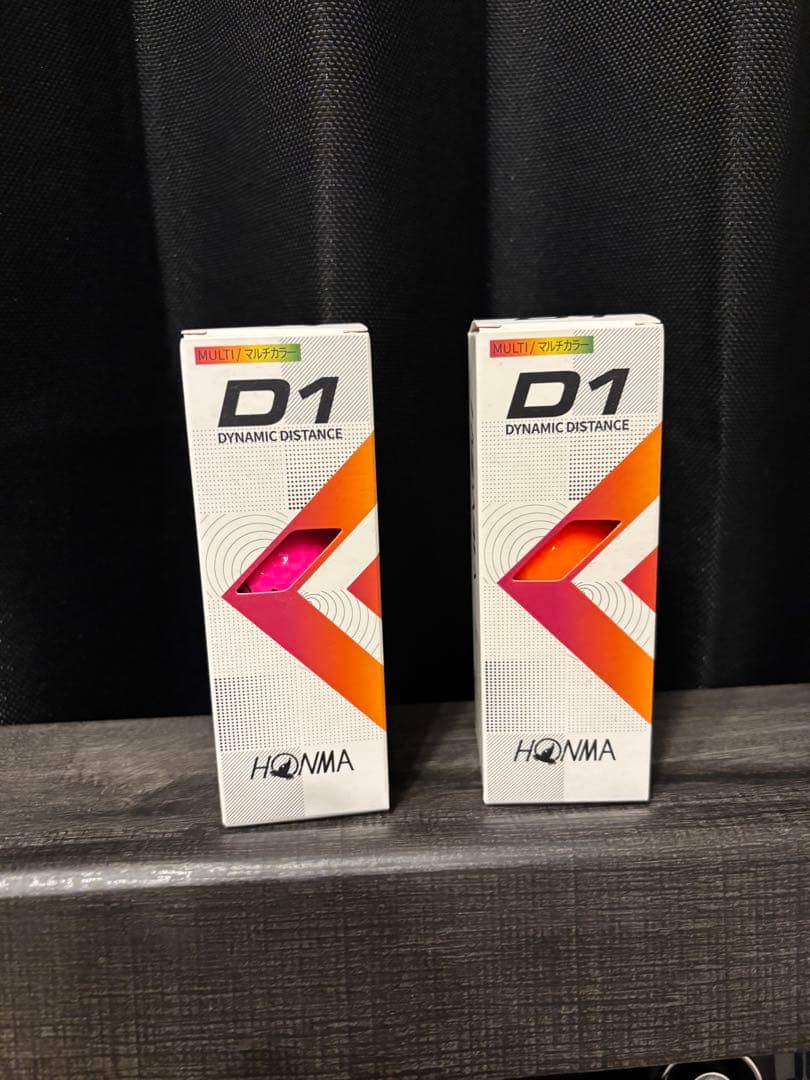 MULTI / マルチカラー
D1
DYNAMIC DISTANCE
HONMA
MULTI / マルチカラー
D1
DYNAMIC DISTANCE
HONMA